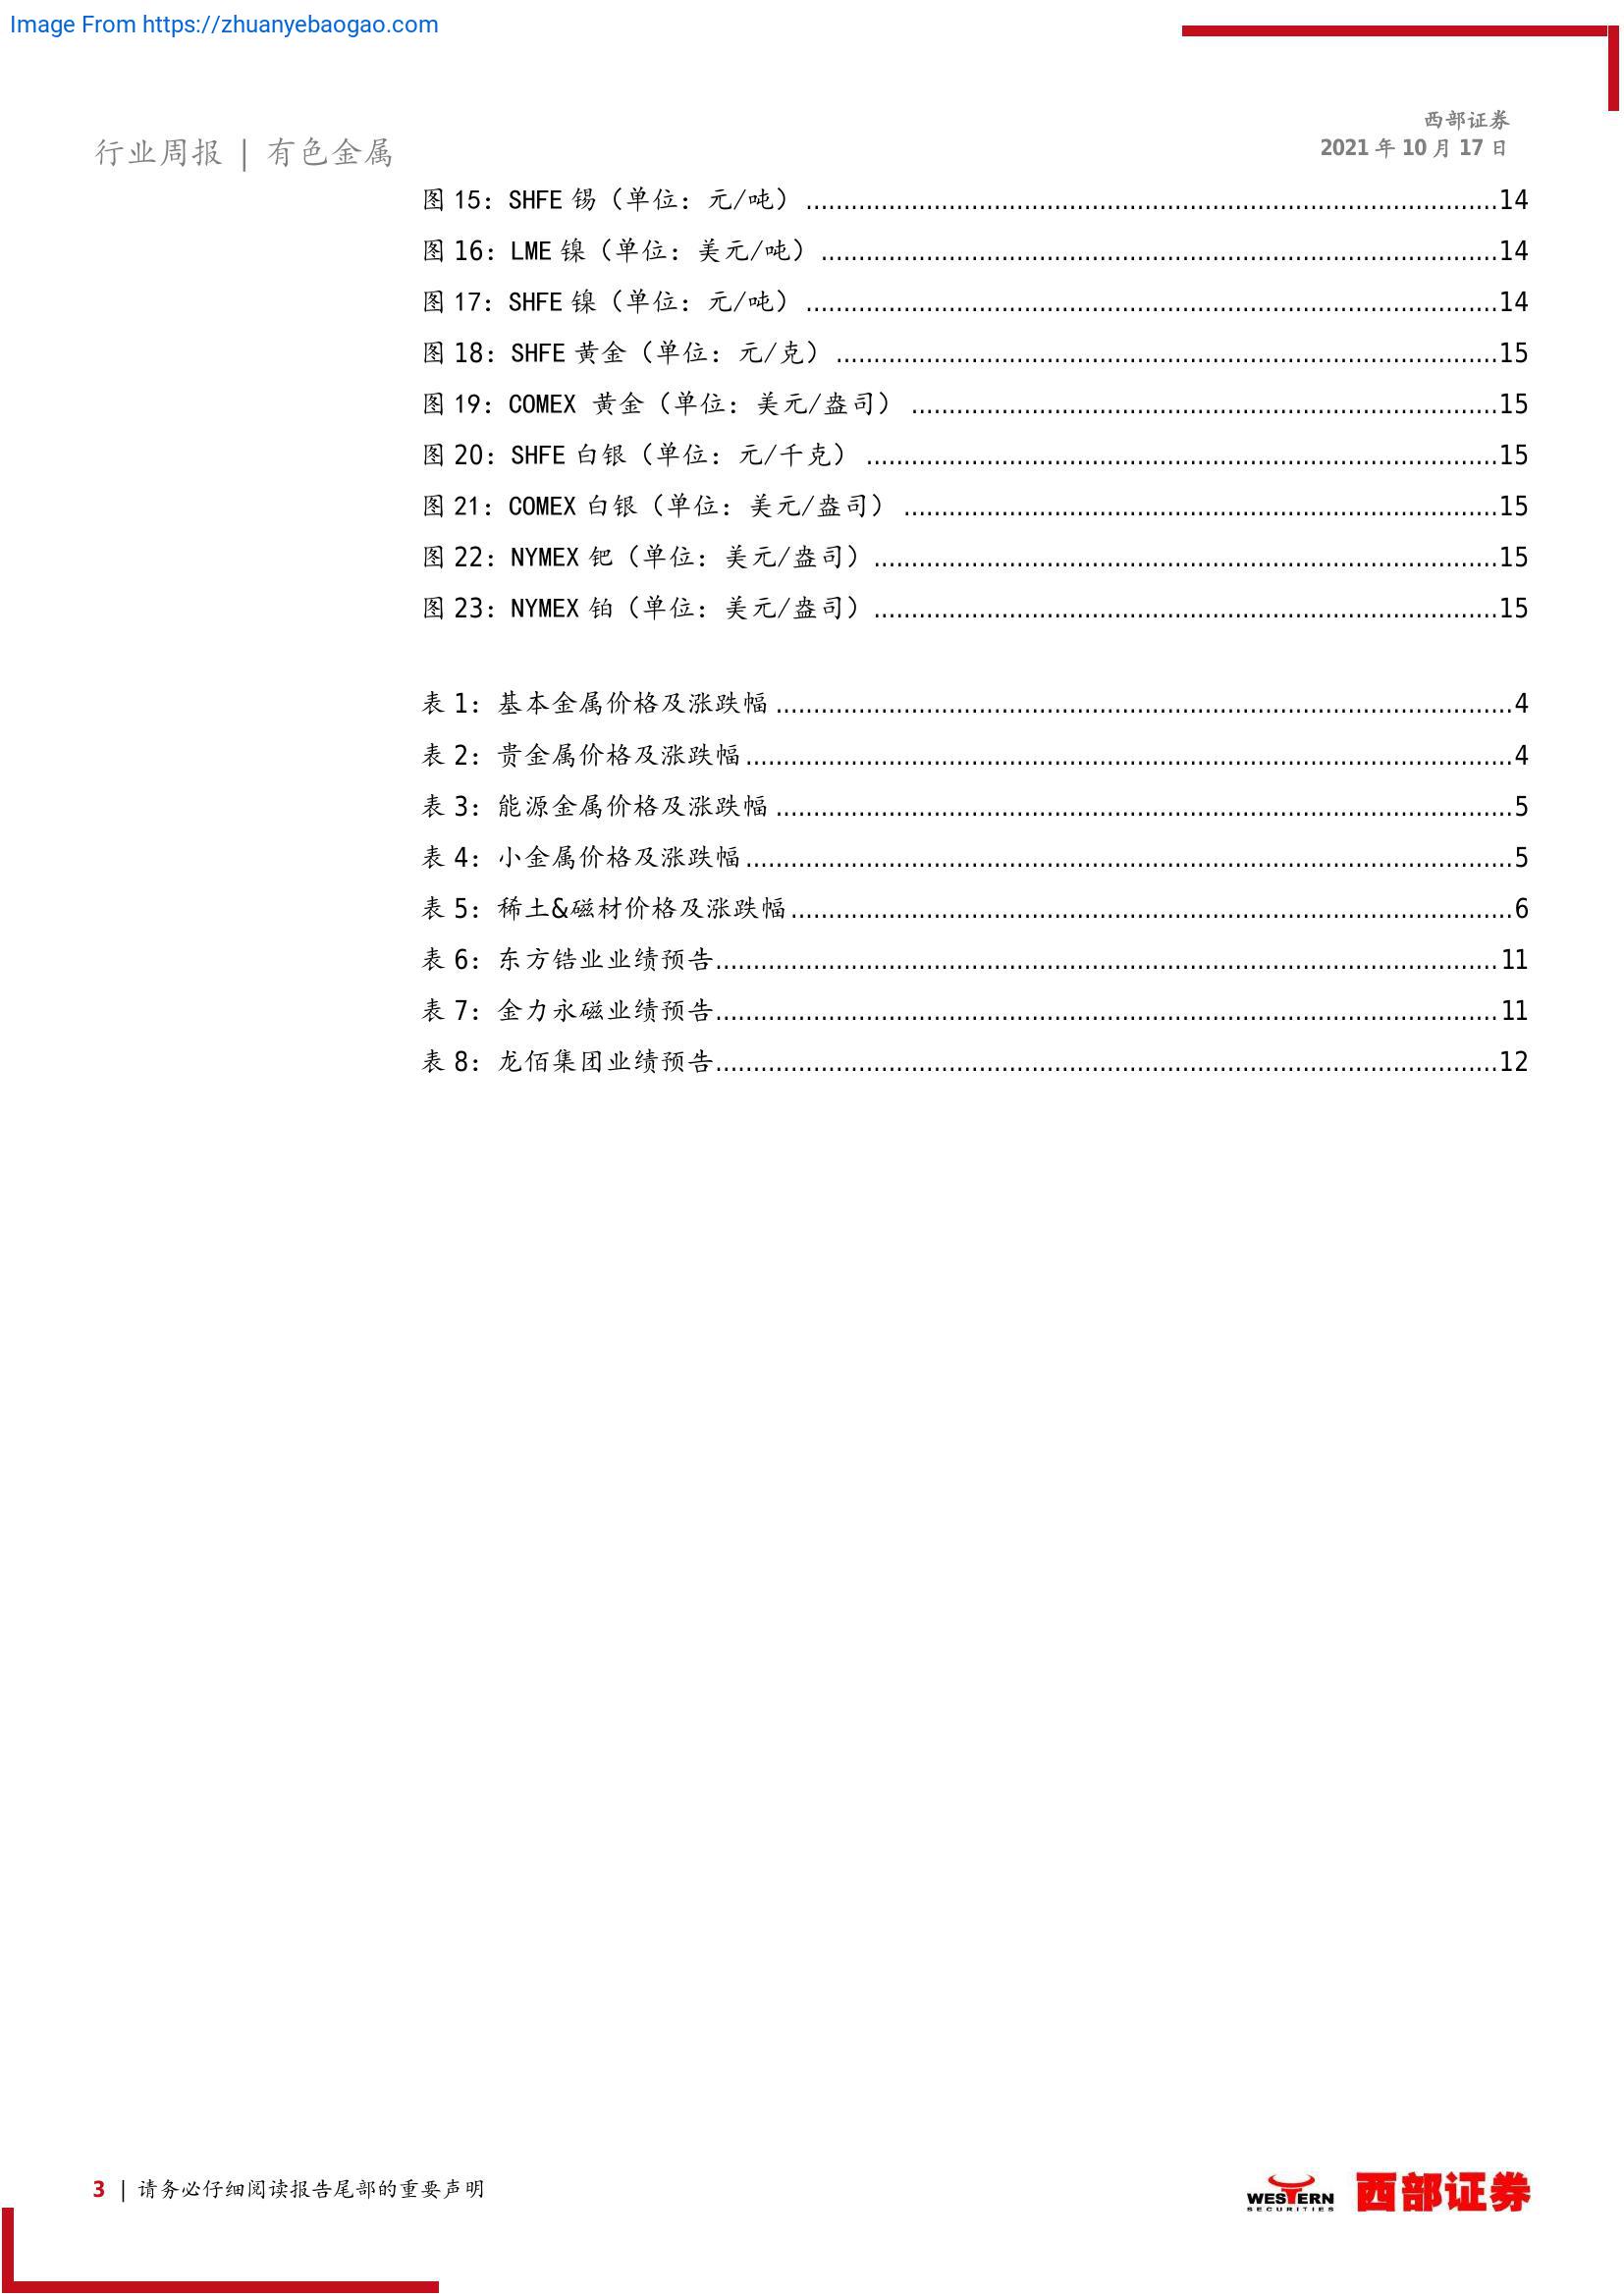 Image From https://zhuanyebaogao.com
西部证券
行业周报 | 有色金属
2021 年 10 月 17 日
图 15：SHFE 锡（单位：元/吨）..........14
图 16：LME 镍（单位：美元/吨）..........14
图 17：SHFE 镍（单位：元/吨）..........14
图 18：SHFE 黄金（单位：元/克）..........15
图 19：COMEX 黄金（单位：美元/盎司）..........15
图 20：SHFE 白银（单位：元/千克）..........15
图 21：COMEX 白银（单位：美元/盎司）..........15
图 22：NYMEX 钯（单位：美元/盎司）..........15
图 23：NYMEX 铂（单位：美元/盎司）..........15
表 1：基本金属价格及涨跌幅..........4
表 2：贵金属价格及涨跌幅..........4
表 3：能源金属价格及涨跌幅..........5
表 4：小金属价格及涨跌幅..........5
表 5：稀土&磁材价格及涨跌幅..........6
表 6：东方锆业业绩预告..........11
表 7：金力永磁业绩预告..........11
表 8：龙佰集团业绩预告..........12
3 | 请务必仔细阅读报告尾部的重要声明
WESTERN
SECURITIES
西部证券